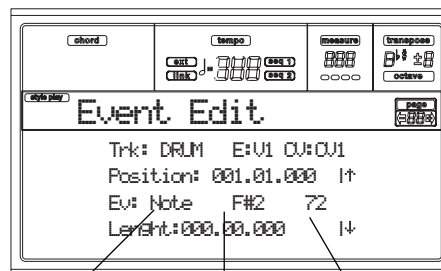 chord tempo measure transpose
ext seq 1
link seq 2
octave
style play Event Edit page
Trk: DRUM E:V1 CV:CV1
Position: 001.01.000 |↑
Ev: Note F#2 72
Lenght:000.00.000 |↓